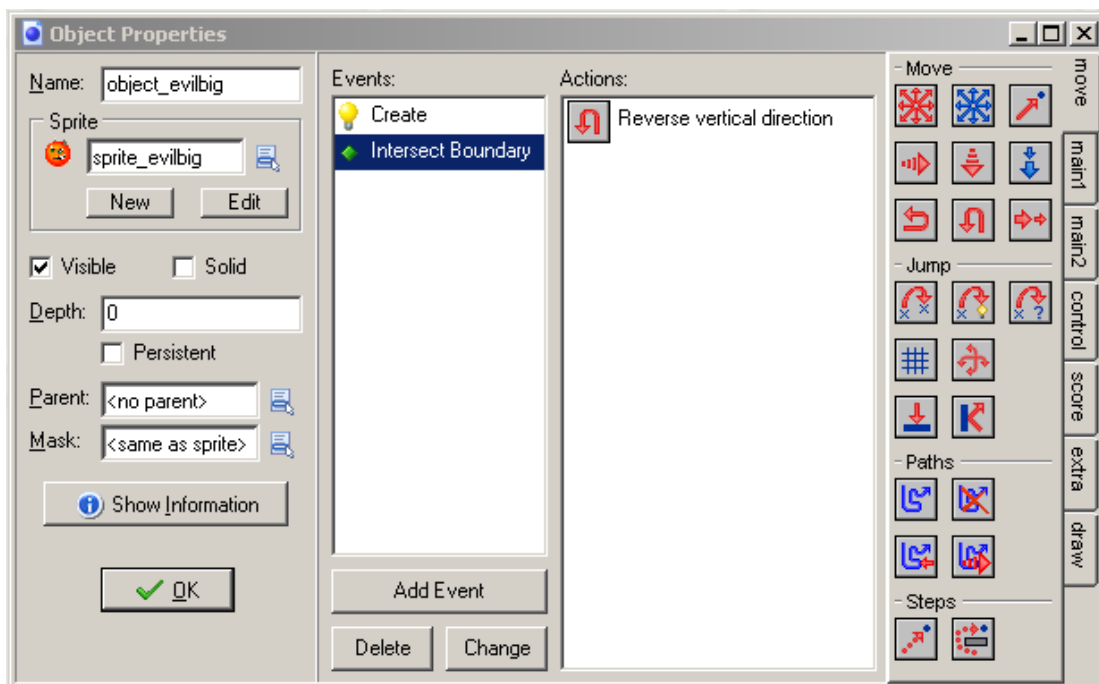 Object Properties
Name: object_evilbig
Sprite
sprite_evilbig
New Edit
Visible Solid
Depth: 0
Persistent
Parent: <no parent>
Mask: <same as sprite>
Show Information
OK
Events:
Create
Intersect Boundary
Add Event
Delete Change
Actions:
Reverse vertical direction
Move
Jump
Paths
Steps
move
main1
main2
control
score
extra
draw